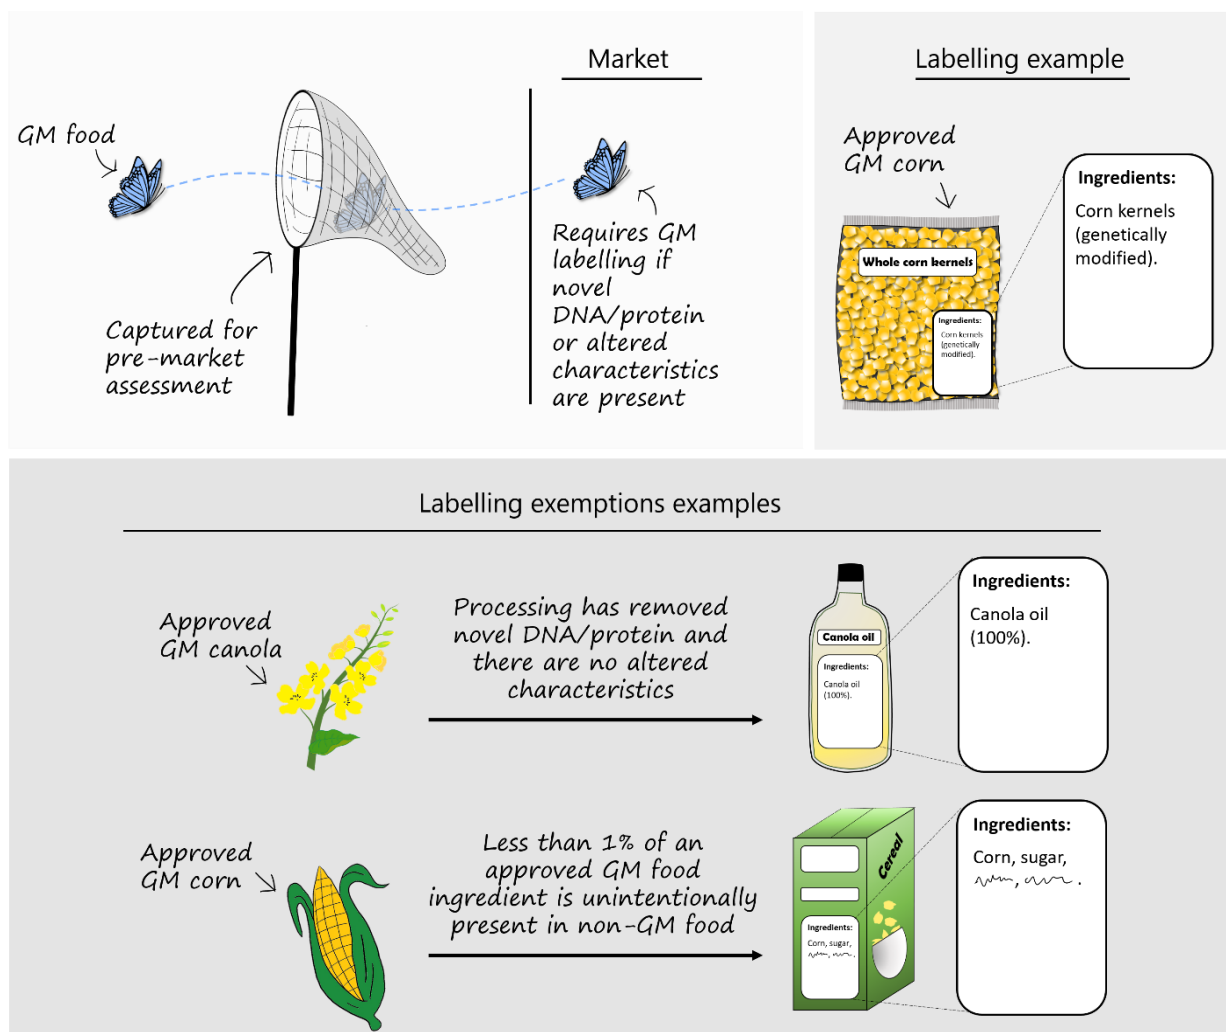 Market
GM food
Captured for
pre-market
assessment
Requires GM
labelling if
novel
DNA/protein
or altered
characteristics
are present
Labelling example
Approved
GM corn
Whole corn kernels
Ingredients:
Corn kernels
(genetically
modified).
Ingredients:
Corn kernels
(genetically
modified).
Labelling exemptions examples
Approved
GM canola
Processing has removed
novel DNA/protein and
there are no altered
characteristics
Canola oil
Ingredients:
Canola oil
(100%).
Ingredients:
Canola oil
(100%).
Approved
GM corn
Less than 1% of an
approved GM food
ingredient is unintentionally
present in non-GM food
Cereal
Ingredients:
Corn, sugar,
Ingredients:
Corn, sugar,